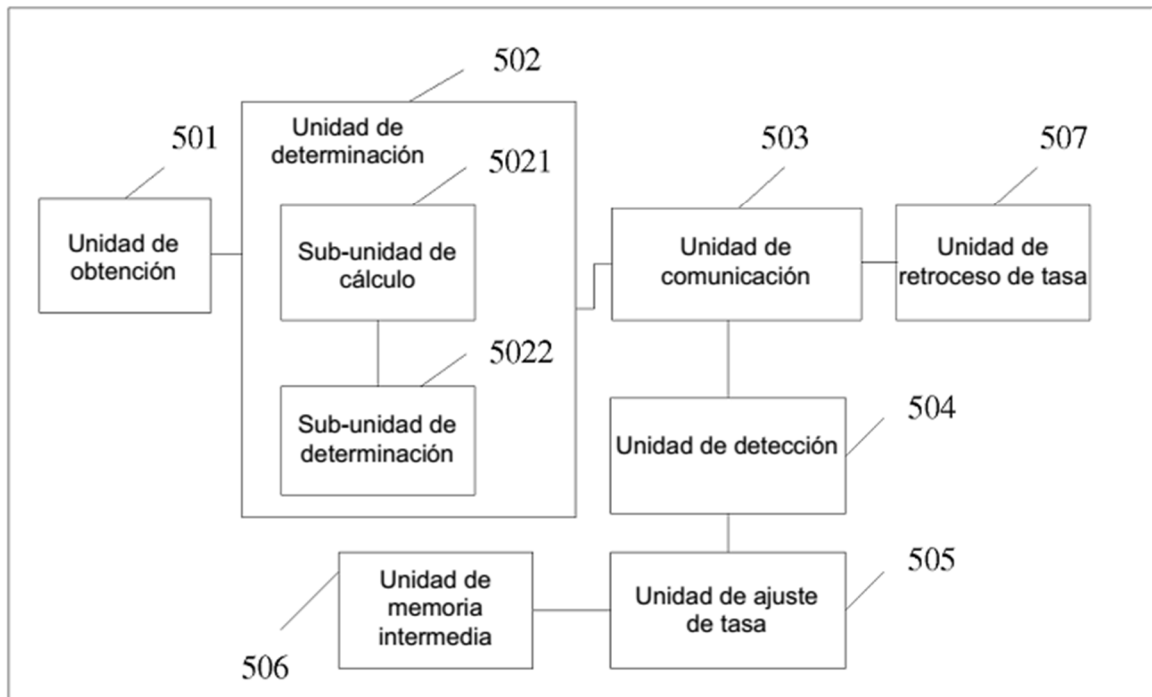 502
Unidad de
determinación
501
5021
503
507
Unidad de
obtención
Sub-unidad de
cálculo
Unidad de
comunicación
Unidad de
retroceso de tasa
5022
Sub-unidad de
determinación
504
Unidad de detección
505
Unidad de
memoria
intermedia
Unidad de ajuste
de tasa
506